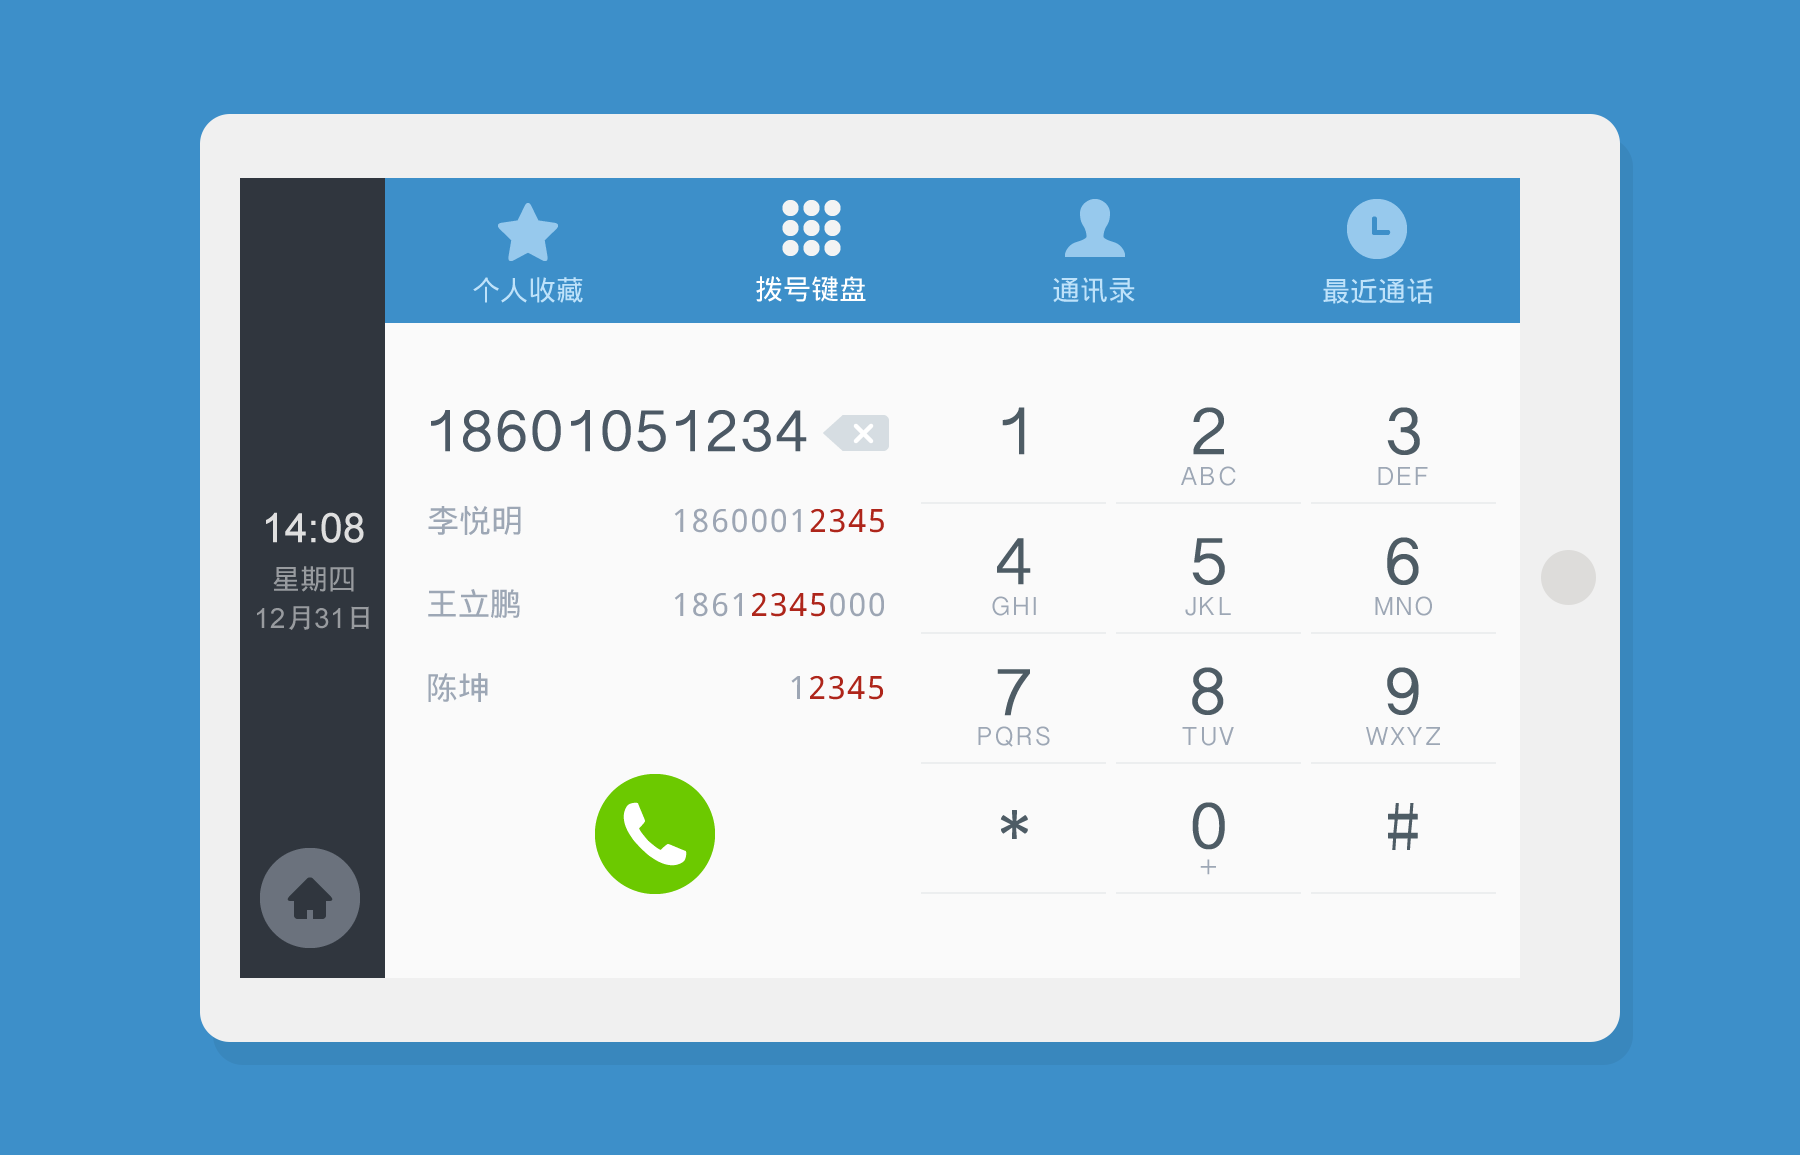 个人收藏
拨号键盘
通讯录
最近通话
14:08
星期四
12月31日
18601051234
李悦明 18600012345
王立鹏 18612345000
陈坤 12345
1 2 3
ABC DEF
4 5 6
GHI JKL MNO
7 8 9
PQRS TUV WXYZ
* 0 #
+